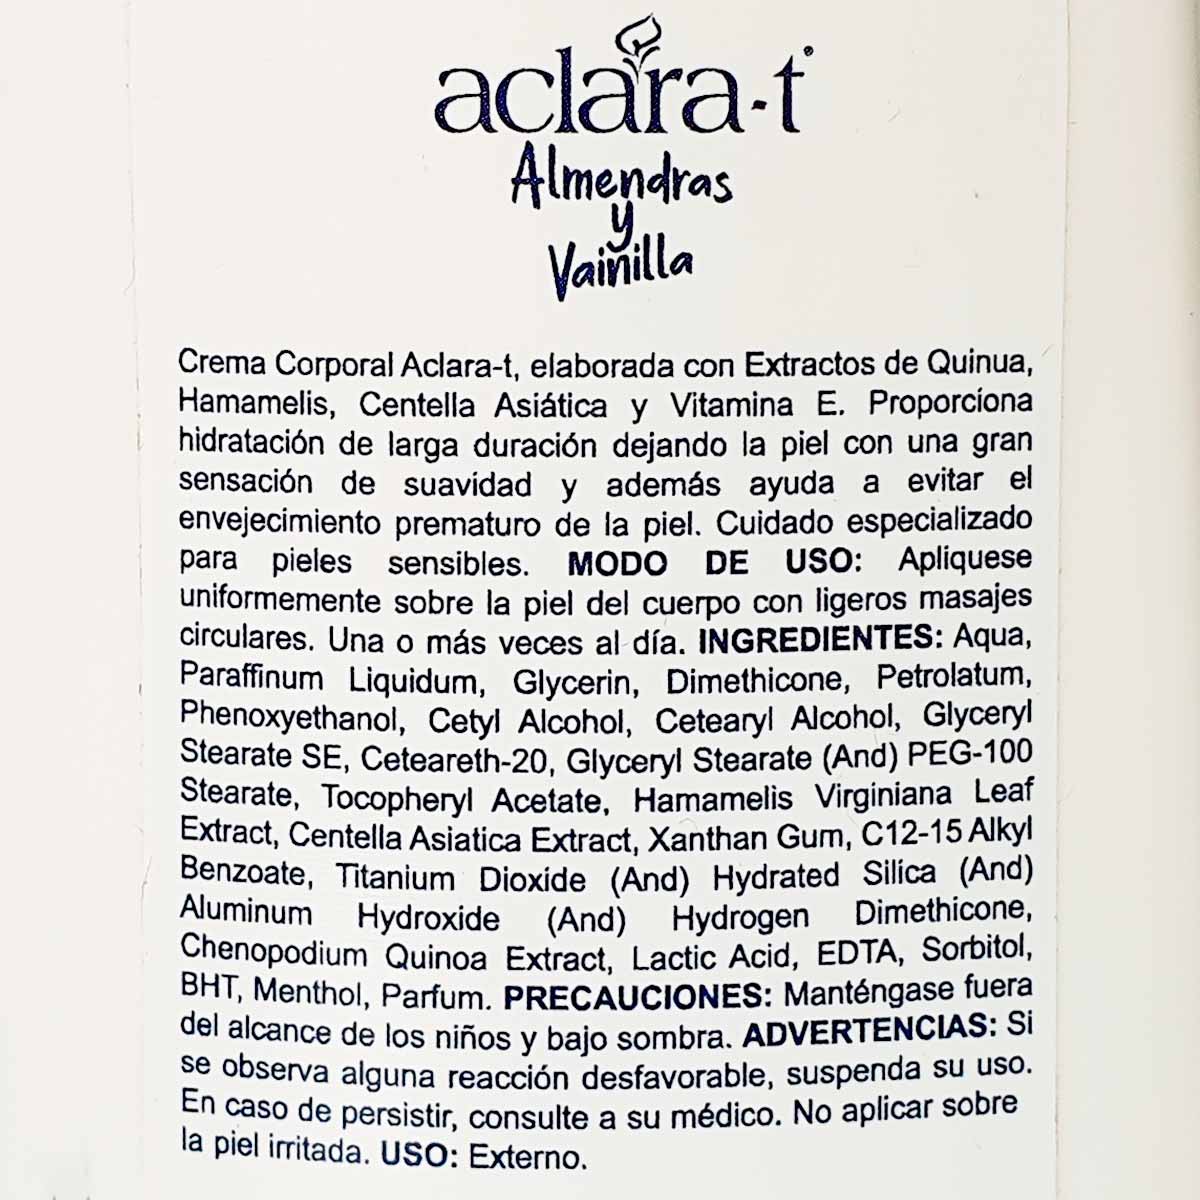 aclara-t
Almendras
y
Vainilla
Crema Corporal Aclara-t, elaborada con Extractos de Quinua,
Hamamelis, Centella Asiática y Vitamina E. Proporciona
hidratación de larga duración dejando la piel con una gran
sensación de suavidad y además ayuda a evitar el
envejecimiento prematuro de la piel. Cuidado especializado
para pieles sensibles. MODO DE USO: Apliquese
uniformemente sobre la piel del cuerpo con ligeros masajes
circulares. Una o más veces al día. INGREDIENTES: Aqua,
Paraffinum Liquidum, Glycerin, Dimethicone, Petrolatum,
Phenoxyethanol, Cetyl Alcohol, Cetearyl Alcohol, Glyceryl
Stearate SE, Ceteareth-20, Glyceryl Stearate (And) PEG-100
Stearate, Tocopheryl Acetate, Hamamelis Virginiana Leaf
Extract, Centella Asiatica Extract, Xanthan Gum, C12-15 Alkyl
Benzoate, Titanium Dioxide (And) Hydrated Silica (And)
Aluminum Hydroxide (And) Hydrogen Dimethicone,
Chenopodium Quinoa Extract, Lactic Acid, EDTA, Sorbitol,
BHT, Menthol, Parfum. PRECAUCIONES: Manténgase fuera
del alcance de los niños y bajo sombra. ADVERTENCIAS: Si
se observa alguna reacción desfavorable, suspenda su uso.
En caso de persistir, consulte a su médico. No aplicar sobre
la piel irritada. USO: Externo.